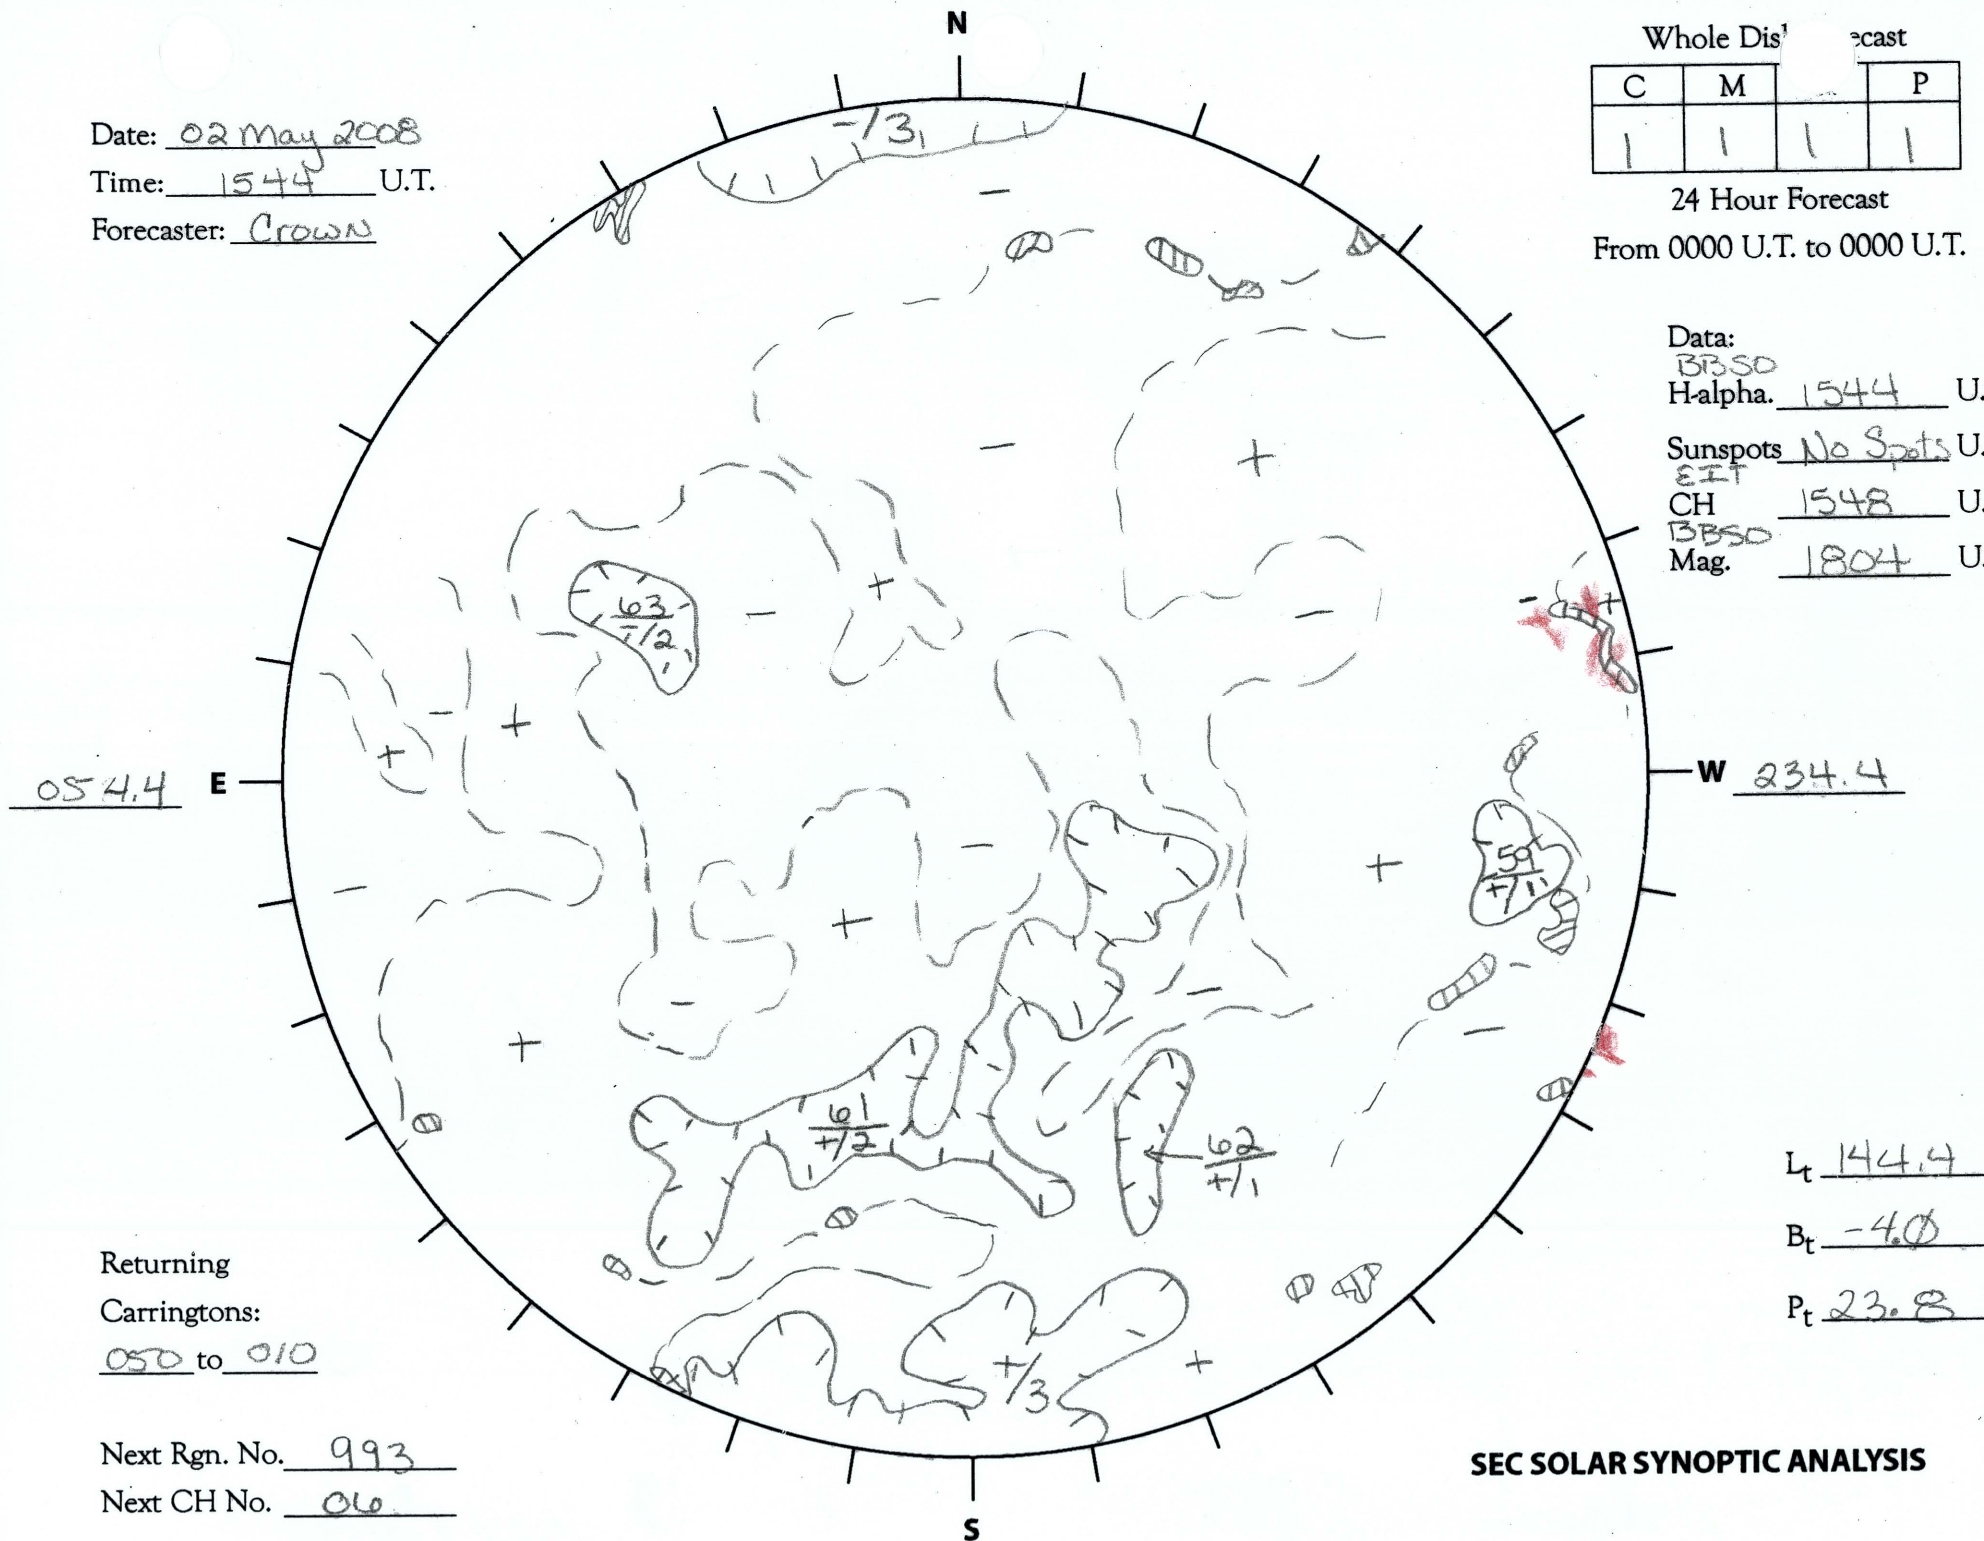 N
Date: 02 May 2008
Time: 1544 U.T.
Forecaster: Crown
Whole Dis ecast
C M P
1 1 1 1
24 Hour Forecast
From 0000 U.T. to 0000 U.T.
Data:
BBSO
H-alpha. 1544 U.
Sunspots No Spots U.
EIT
CH 1548 U.
BBSO
Mag. 1804 U.
-/3
−
−
+
63
-/2
−
+
−
- +
−
+
+
054.4 E
W 234.4
−
+
59
+/1
−
+
−
−
+
−
61
+/2
62
+/1
+/3
+
Lt 144.4
Bt -4.0
Pt 23.8
Returning
Carringtons:
050 to 010
Next Rgn. No. 993
Next CH No. 06
SEC SOLAR SYNOPTIC ANALYSIS
S